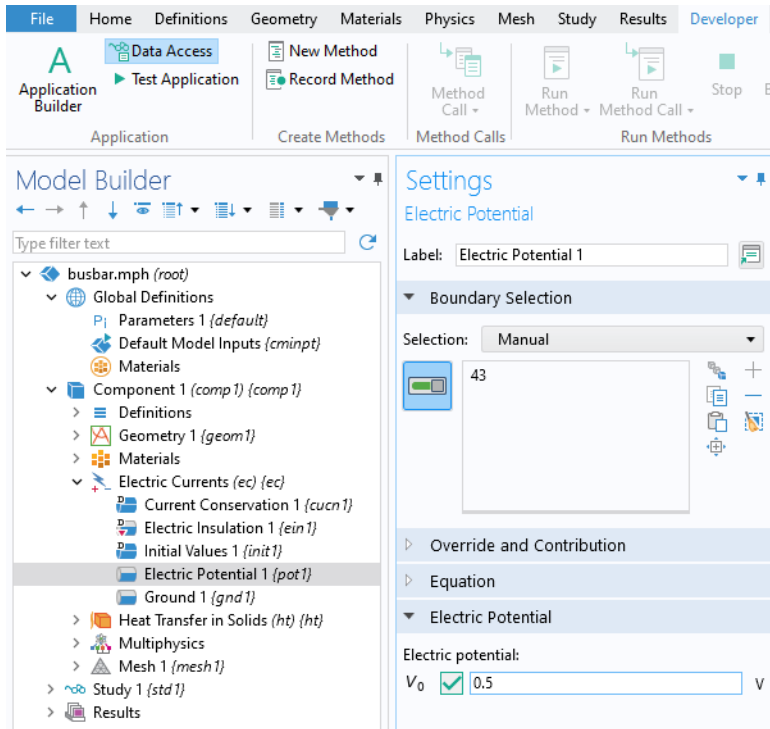 File Home Definitions Geometry Materials Physics Mesh Study Results Developer
Application Builder
Data Access
Test Application
Application
New Method
Record Method
Create Methods
Method Call
Method Calls
Run Method
Run Method Call
Stop
Run Methods
Model Builder
Type filter text
busbar.mph (root)
Global Definitions
Pi Parameters 1 {default}
Default Model Inputs {cminpt}
Materials
Component 1 (comp1) {comp1}
Definitions
Geometry 1 {geom1}
Materials
Electric Currents (ec) {ec}
D Current Conservation 1 {cucn1}
D Electric Insulation 1 {ein1}
D Initial Values 1 {init1}
Electric Potential 1 {pot1}
Ground 1 {gnd1}
Heat Transfer in Solids (ht) {ht}
Multiphysics
Mesh 1 {mesh1}
Study 1 {std1}
Results
Settings
Electric Potential
Label: Electric Potential 1
Boundary Selection
Selection: Manual
43
Override and Contribution
Equation
Electric Potential
Electric potential:
V0 0.5 V